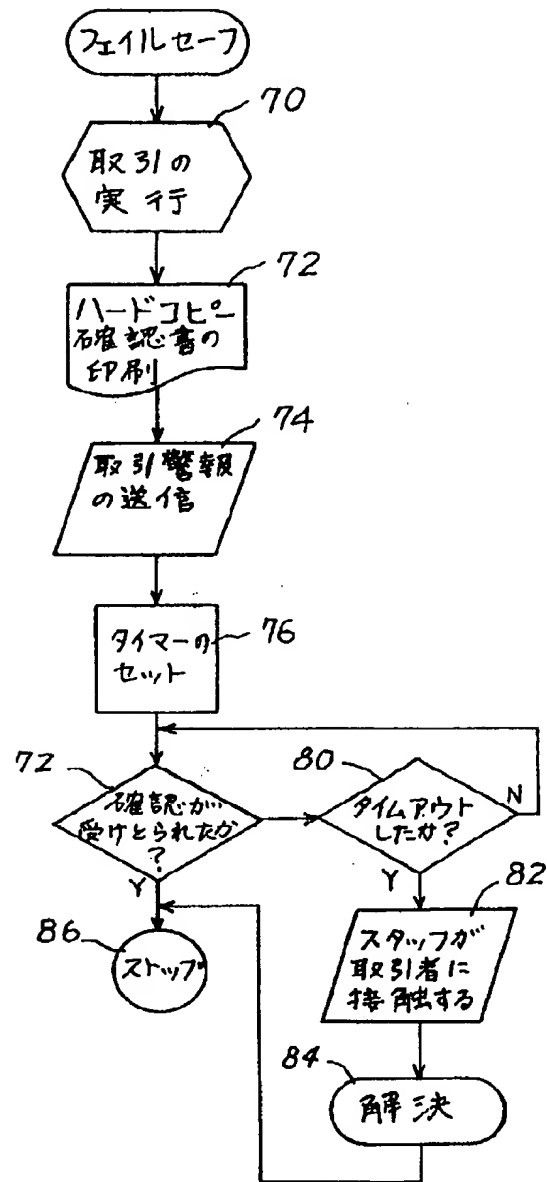 フェイルセーフ
70
取引の
実行
72
ハードコピー
確認書の
印刷
74
取引警報
の送信
76
タイマーの
セット
72
確認が
受けとられたか
?
80
タイムアウト
したか?
N
Y
Y
82
スタッフが
取引者に
接触する
86
ストップ
84
解決